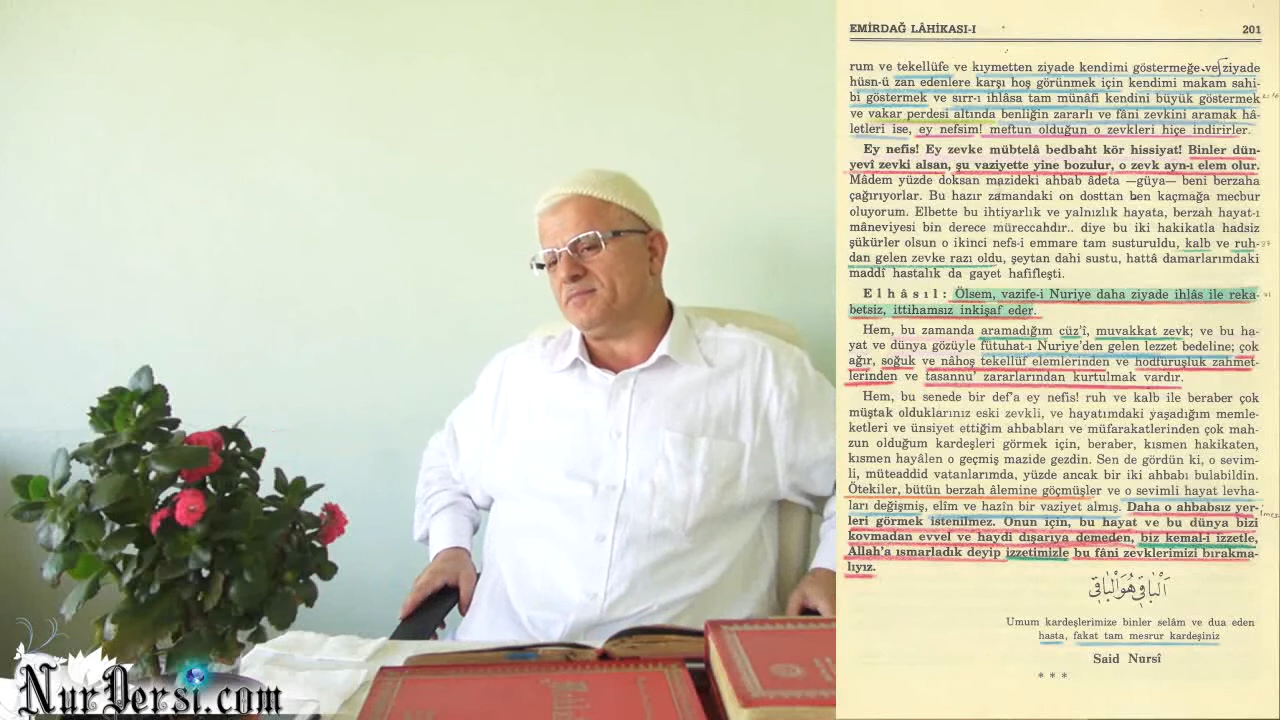 EMİRDAĞ LÂHİKASI-I 201
rum ve tekellüfe ve kıymetten ziyade kendimi göstermeğe ve ziyade
hüsn-ü zan edenlere karşı hoş görünmek için kendimi makam sahi-
bi göstermek ve sırr-ı ihlâsa tam münâfi kendini büyük göstermek
ve vakar perdesi altında benliğin zararlı ve fâni zevkini aramak hâ-
letleri ise, ey nefsim! meftun olduğun o zevkleri hiçe indirirler.
Ey nefis! Ey zevke mübtelâ bedbaht kör hissiyat! Binler dün-
yevî zevki alsan, şu vaziyette yine bozulur, o zevk ayn-ı elem olur.
Mâdem yüzde doksan mazideki ahbab âdeta —güya— beni berzaha
çağırıyorlar. Bu hazır zamandaki on dosttan ben kaçmağa mecbur
oluyorum. Elbette bu ihtiyarlık ve yalnızlık hayata, berzah hayat-ı
mâneviyesi bin derece müreccahdır.. diye bu iki hakikatla hadsiz
şükürler olsun o ikinci nefs-i emmare tam susturuldu, kalb ve ruh-
dan gelen zevke razı oldu, şeytan dahi sustu, hattâ damarlarımdaki
maddî hastalık da gayet hafifleşti.
Elhâsıl: Ölsem, vazife-i Nuriye daha ziyade ihlâs ile reka-
betsiz, ittihamsız inkişaf eder.
Hem, bu zamanda aramadığım cüz'î, muvakkat zevk; ve bu ha-
yat ve dünya gözüyle fütuhat-ı Nuriye'den gelen lezzet bedeline; çok
ağır, soğuk ve nâhoş tekellüf elemlerinden ve hodfuruşluk zahmet-
lerinden ve tasannu' zararlarından kurtulmak vardır.
Hem, bu senede bir def'a ey nefis! ruh ve kalb ile beraber çok
müştak olduklarınız eski zevkli, ve hayatımdaki yaşadığım memle-
ketleri ve ünsiyet ettiğim ahbabları ve müfarakatlerinden çok mah-
zun olduğum kardeşleri görmek için, beraber, kısmen hakikaten,
kısmen hayâlen o geçmiş mazide gezdin. Sen de gördün ki, o sevim-
li, müteaddid vatanlarımda, yüzde ancak bir iki ahbabı bulabildin.
Ötekiler, bütün berzah âlemine göçmüşler ve o sevimli hayat levha-
ları değişmiş, elîm ve hazîn bir vaziyet almış. Daha o ahbabsız yer-
leri görmek istenilmez. Onun için, bu hayat ve bu dünya bizi
kovmadan evvel ve haydi dışarıya demeden, biz kemal-i izzetle,
Allah'a ısmarladık deyip izzetimizle bu fâni zevklerimizi bırakma-
lıyız.
اَلْبَاقِي هُوَ الْبَاقِي
Umum kardeşlerimize binler selâm ve dua eden
hasta, fakat tam mesrur kardeşiniz
Said Nursî
* * *
NurDersi.com